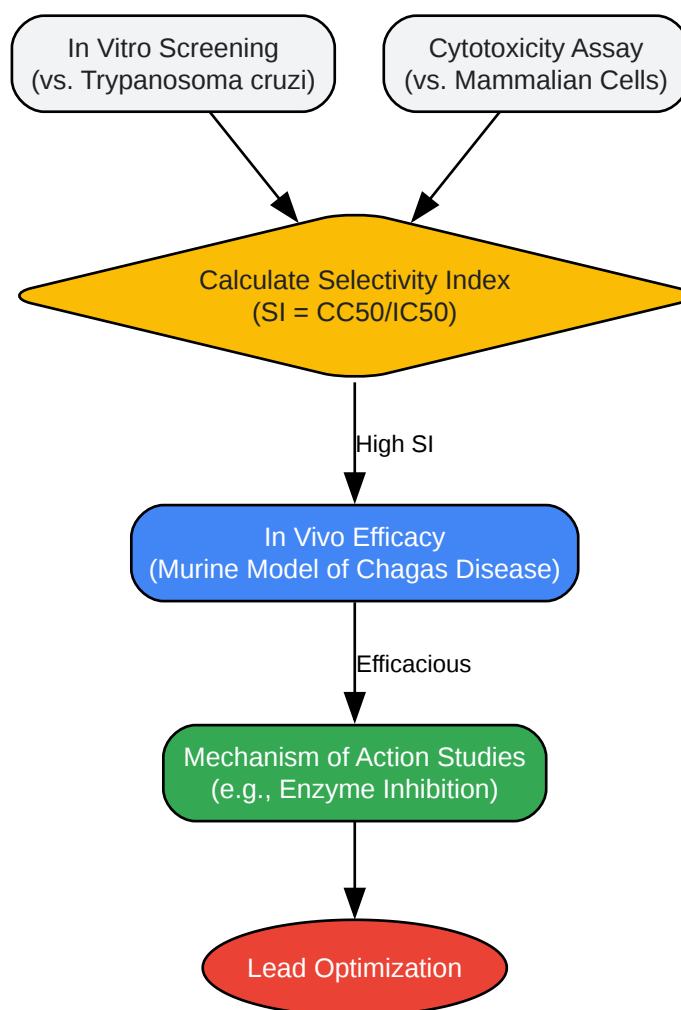 In Vitro Screening
(vs. Trypanosoma cruzi)
Cytotoxicity Assay
(vs. Mammalian Cells)
Calculate Selectivity Index
(SI = CC50/IC50)
High SI
In Vivo Efficacy
(Murine Model of Chagas Disease)
Efficacious
Mechanism of Action Studies
(e.g., Enzyme Inhibition)
Lead Optimization